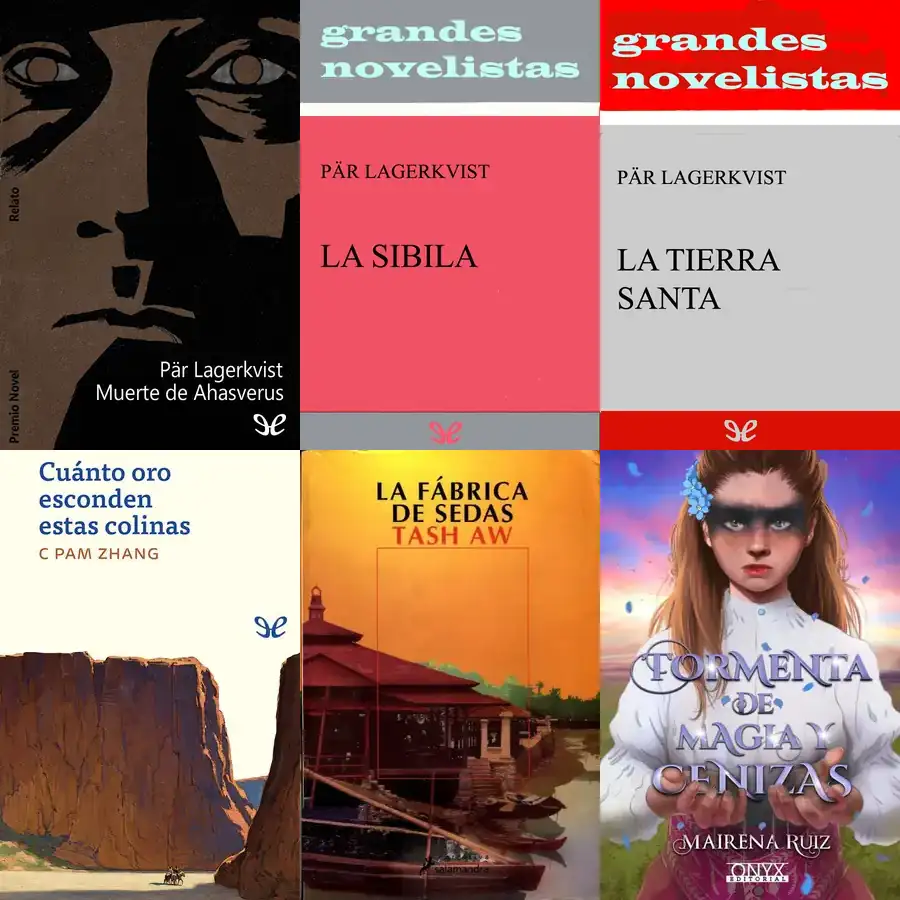 Relato
Premio Novel
Pär Lagerkvist
Muerte de Ahasverus
grandes
novelistas
PÄR LAGERKVIST
LA SIBILA
grandes
novelistas
PÄR LAGERKVIST
LA TIERRA
SANTA
Cuánto oro
esconden
estas colinas
C PAM ZHANG
LA FÁBRICA
DE SEDAS
TASH AW
salamandra
TORMENTA
DE
MAGIA Y
CENIZAS
MAIRENA RUIZ
ONYX
EDITORIAL